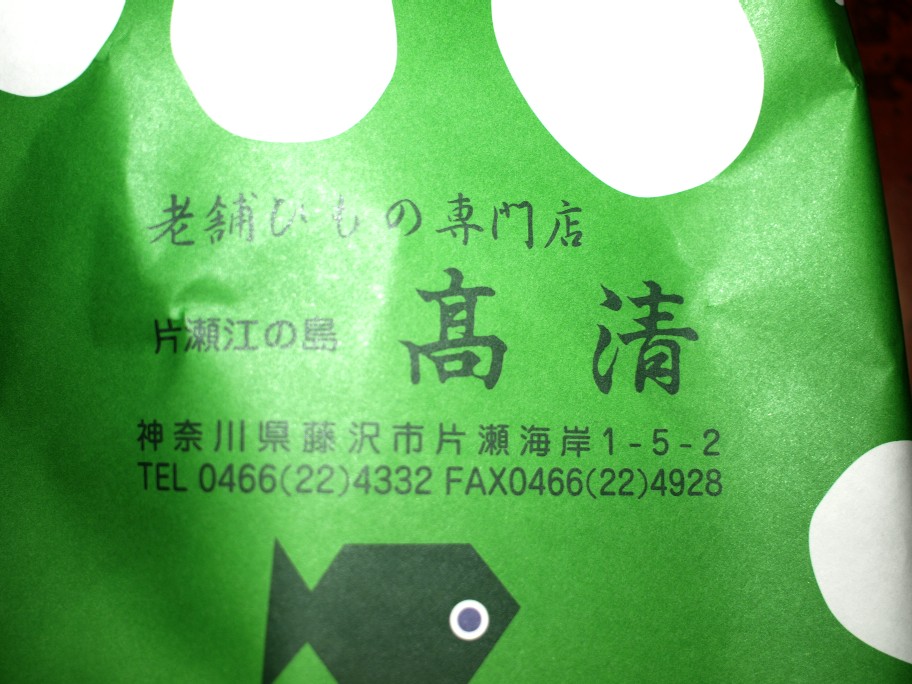 老舗ひもの専門店
片瀬江の島 髙清
神奈川県藤沢市片瀬海岸1-5-2
TEL 0466(22)4332 FAX0466(22)4928